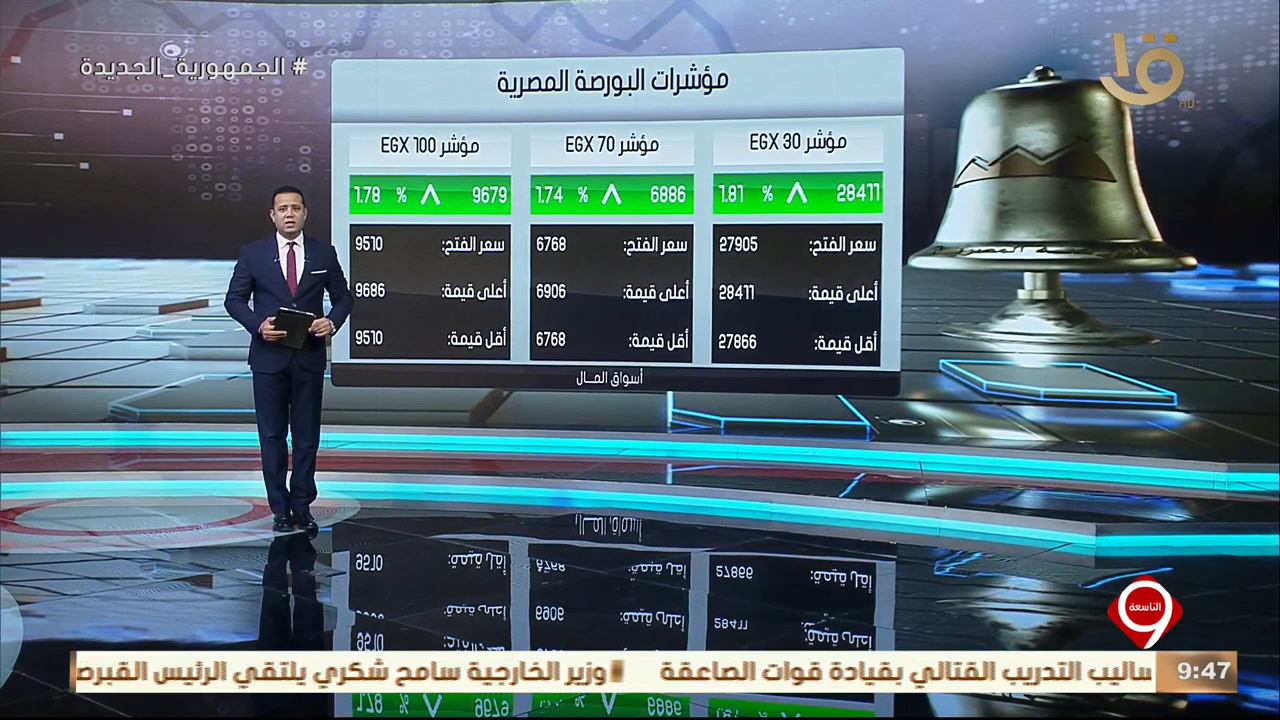 # الجمهورية_الجديدة
HD
مؤشرات البورصة المصرية
مؤشر EGX 30
28411 % 1.81
سعر الفتح: 27905
أعلى قيمة: 28411
أقل قيمة: 27866
مؤشر EGX 70
6886 % 1.74
سعر الفتح: 6768
أعلى قيمة: 6906
أقل قيمة: 6768
مؤشر EGX 100
9679 % 1.78
سعر الفتح: 9510
أعلى قيمة: 9686
أقل قيمة: 9510
أسواق المــال
التاسعة
9
9:47
ساليب التدريب القتالي بقيادة قوات الصاعقة
وزير الخارجية سامح شكري يلتقي الرئيس القبرص